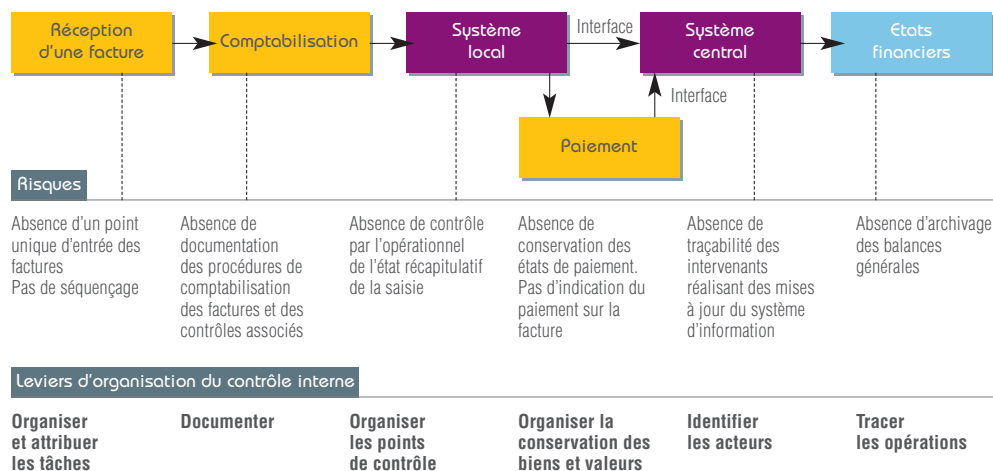 Réception
d'une facture
Comptabilisation
Système
local
Interface
Système
central
Etats
financiers
Interface
Paiement
Risques
Absence d'un point
unique d'entrée des
factures
Pas de séquençage
Absence de
documentation
des procédures de
comptabilisation
des factures et des
contrôles associés
Absence de contrôle
par l'opérationnel
de l'état récapitulatif
de la saisie
Absence de
conservation des
états de paiement.
Pas d'indication du
paiement sur la
facture
Absence de
traçabilité des
intervenants
réalisant des mises
à jour du système
d'information
Absence d'archivage
des balances
générales
Leviers d'organisation du contrôle interne
Organiser
et attribuer
les tâches
Documenter
Organiser
les points
de contrôle
Organiser la
conservation des
biens et valeurs
Identifier
les acteurs
Tracer
les opérations